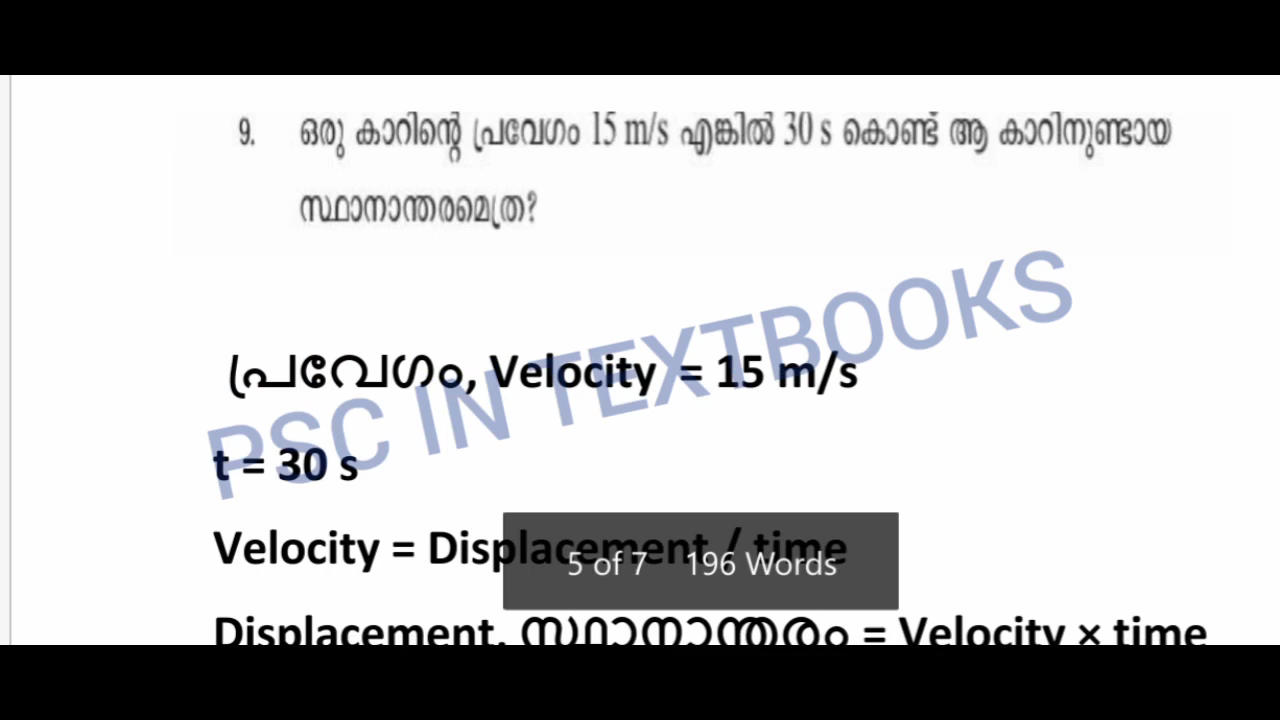 9. ഒരു കാറിന്റെ പ്രവേഗം 15 m/s എങ്കിൽ 30 s കൊണ്ട് ആ കാറിനുണ്ടായ
സ്ഥാനാന്തരമെത്ര?
PSC IN TEXTBOOKS
പ്രവേഗം, Velocity = 15 m/s
t = 30 s
Velocity = Displacement / time
5 of 7 196 Words
Displacement, സ്ഥാനാന്തരം = Velocity × time